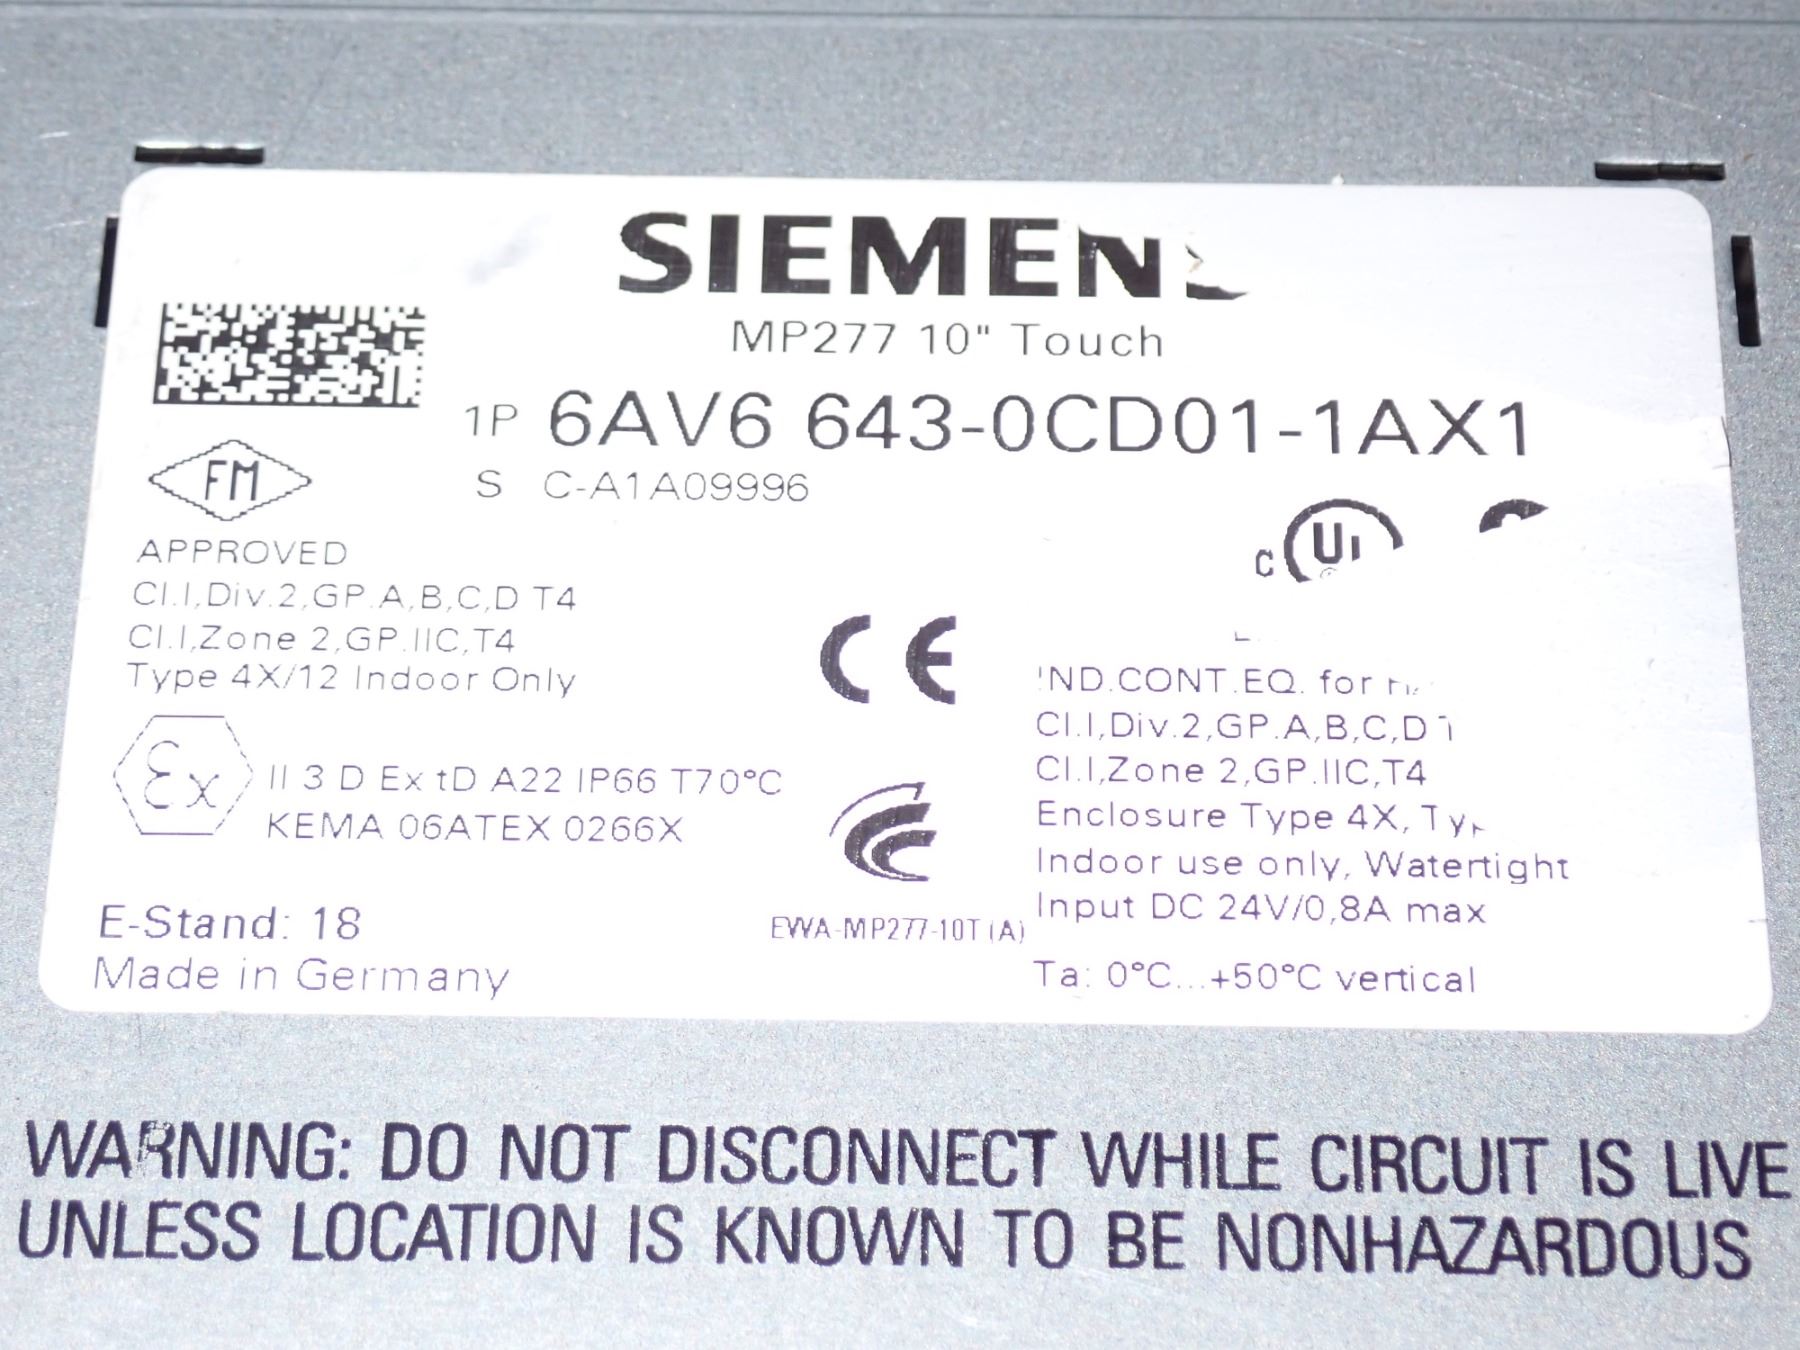 SIEMENS
MP277 10" Touch
1P 6AV6 643-0CD01-1AX1
S C-A1A09996
FM
APPROVED
Cl.I,Div.2,GP.A,B,C,D T4
Cl.I,Zone 2,GP.IIC,T4
Type 4X/12 Indoor Only
Ex II 3 D Ex tD A22 IP66 T70°C
KEMA 06ATEX 0266X
E-Stand: 18
Made in Germany
CE
EWA-MP277-10T(A)
C
IND.CONT.EQ. for
Cl.I,Div.2,GP.A,B,C,D
Cl.I,Zone 2,GP.IIC,T4
Enclosure Type 4X,
Indoor use only, Watertight
Input DC 24V/0,8A max
Ta: 0°C...+50°C vertical
WARNING: DO NOT DISCONNECT WHILE CIRCUIT IS LIVE
UNLESS LOCATION IS KNOWN TO BE NONHAZARDOUS